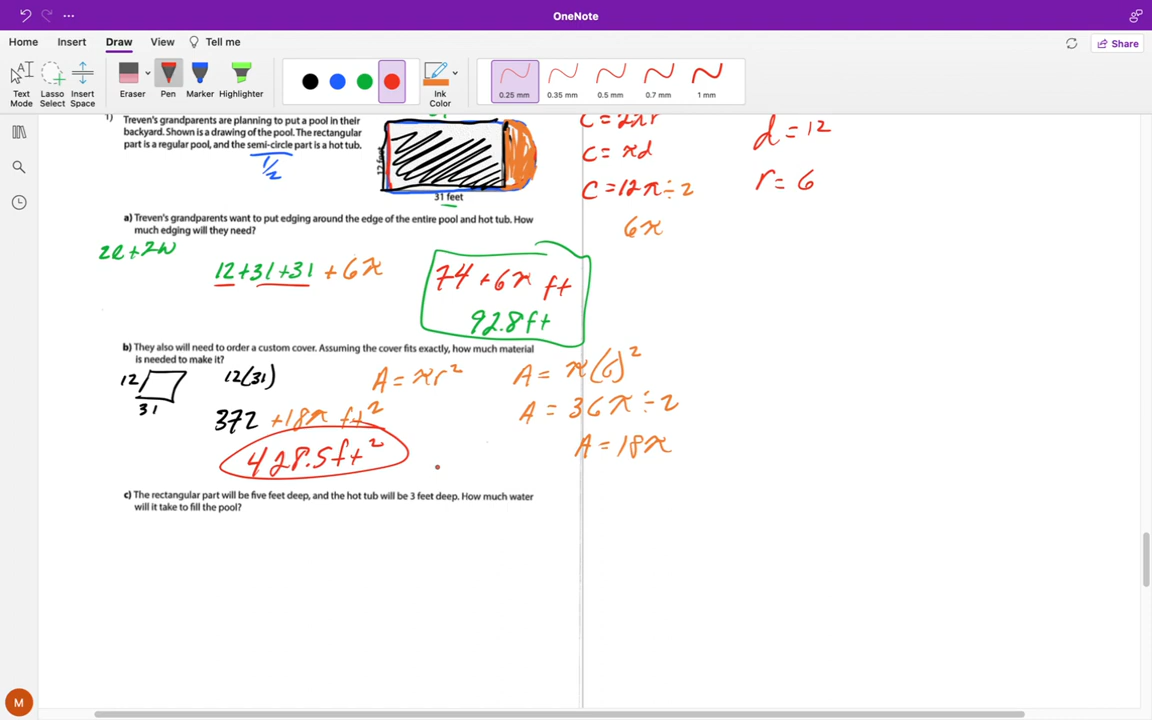 OneNote
Home Insert Draw View Tell me
Share
Text Mode
Lasso Select
Insert Space
Eraser
Pen
Marker
Highlighter
Ink Color
0.25 mm
0.35 mm
0.5 mm
0.7 mm
1 mm
1) Treven's grandparents are planning to put a pool in their
backyard. Shown is a drawing of the pool. The rectangular
part is a regular pool, and the semi-circle part is a hot tub.
1/2
12 feet
31 feet
C = 2πr
C = πd
C = 12π ÷ 2
6π
d = 12
r = 6
a) Treven's grandparents want to put edging around the edge of the entire pool and hot tub. How
much edging will they need?
2l + 2w
12 + 31 + 31 + 6π
74 + 6π ft
92.8 ft
b) They also will need to order a custom cover. Assuming the cover fits exactly, how much material
is needed to make it?
12
31
12(31)
372 + 18π ft²
428.5 ft²
A = πr²
A = π(6)²
A = 36π ÷ 2
A = 18π
c) The rectangular part will be five feet deep, and the hot tub will be 3 feet deep. How much water
will it take to fill the pool?
M